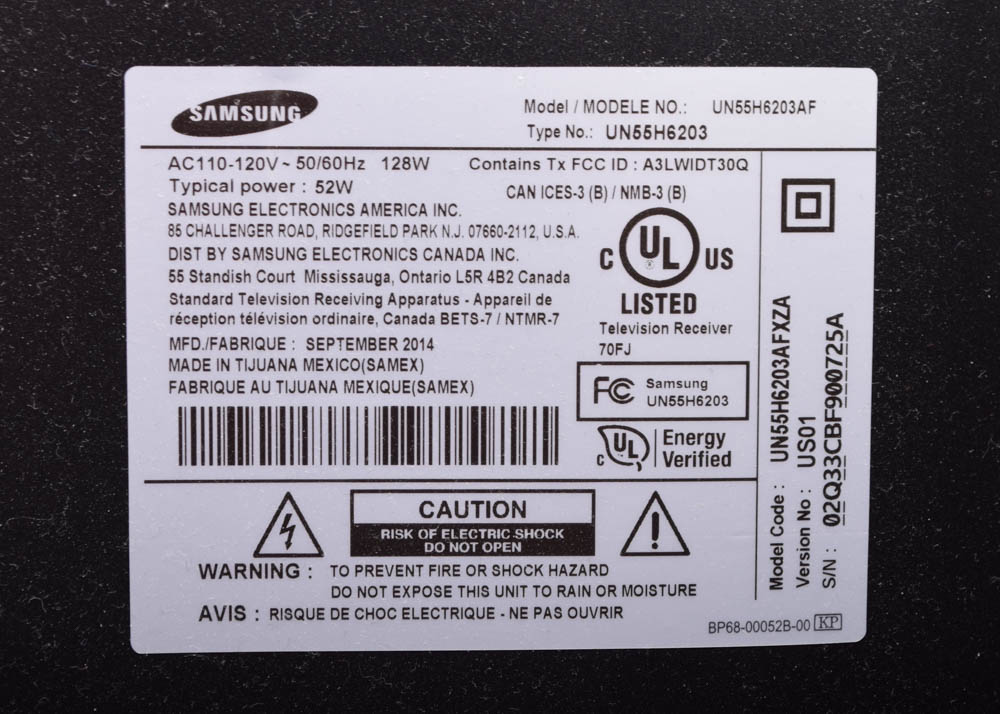 SAMSUNG
Model / MODELE NO.: UN55H6203AF
Type No.: UN55H6203
AC110-120V ~ 50/60Hz 128W
Typical power : 52W
SAMSUNG ELECTRONICS AMERICA INC.
85 CHALLENGER ROAD, RIDGEFIELD PARK N.J. 07660-2112, U.S.A.
DIST BY SAMSUNG ELECTRONICS CANADA INC.
55 Standish Court Mississauga, Ontario L5R 4B2 Canada
Standard Television Receiving Apparatus - Appareil de
réception télévision ordinaire, Canada BETS-7 / NTMR-7
MFD./FABRIQUE : SEPTEMBER 2014
MADE IN TIJUANA MEXICO(SAMEX)
FABRIQUE AU TIJUANA MEXIQUE(SAMEX)
Contains Tx FCC ID : A3LWIDT30Q
CAN ICES-3 (B) / NMB-3 (B)
C UL US
LISTED
Television Receiver
70FJ
FC Samsung
UN55H6203
C UL Energy
Verified
Model Code : UN55H6203AFXZA
Version No : US01
S/N : 02Q33CBF900725A
CAUTION
RISK OF ELECTRIC SHOCK
DO NOT OPEN
WARNING : TO PREVENT FIRE OR SHOCK HAZARD
DO NOT EXPOSE THIS UNIT TO RAIN OR MOISTURE
AVIS : RISQUE DE CHOC ELECTRIQUE - NE PAS OUVRIR
BP68-00052B-00 KP